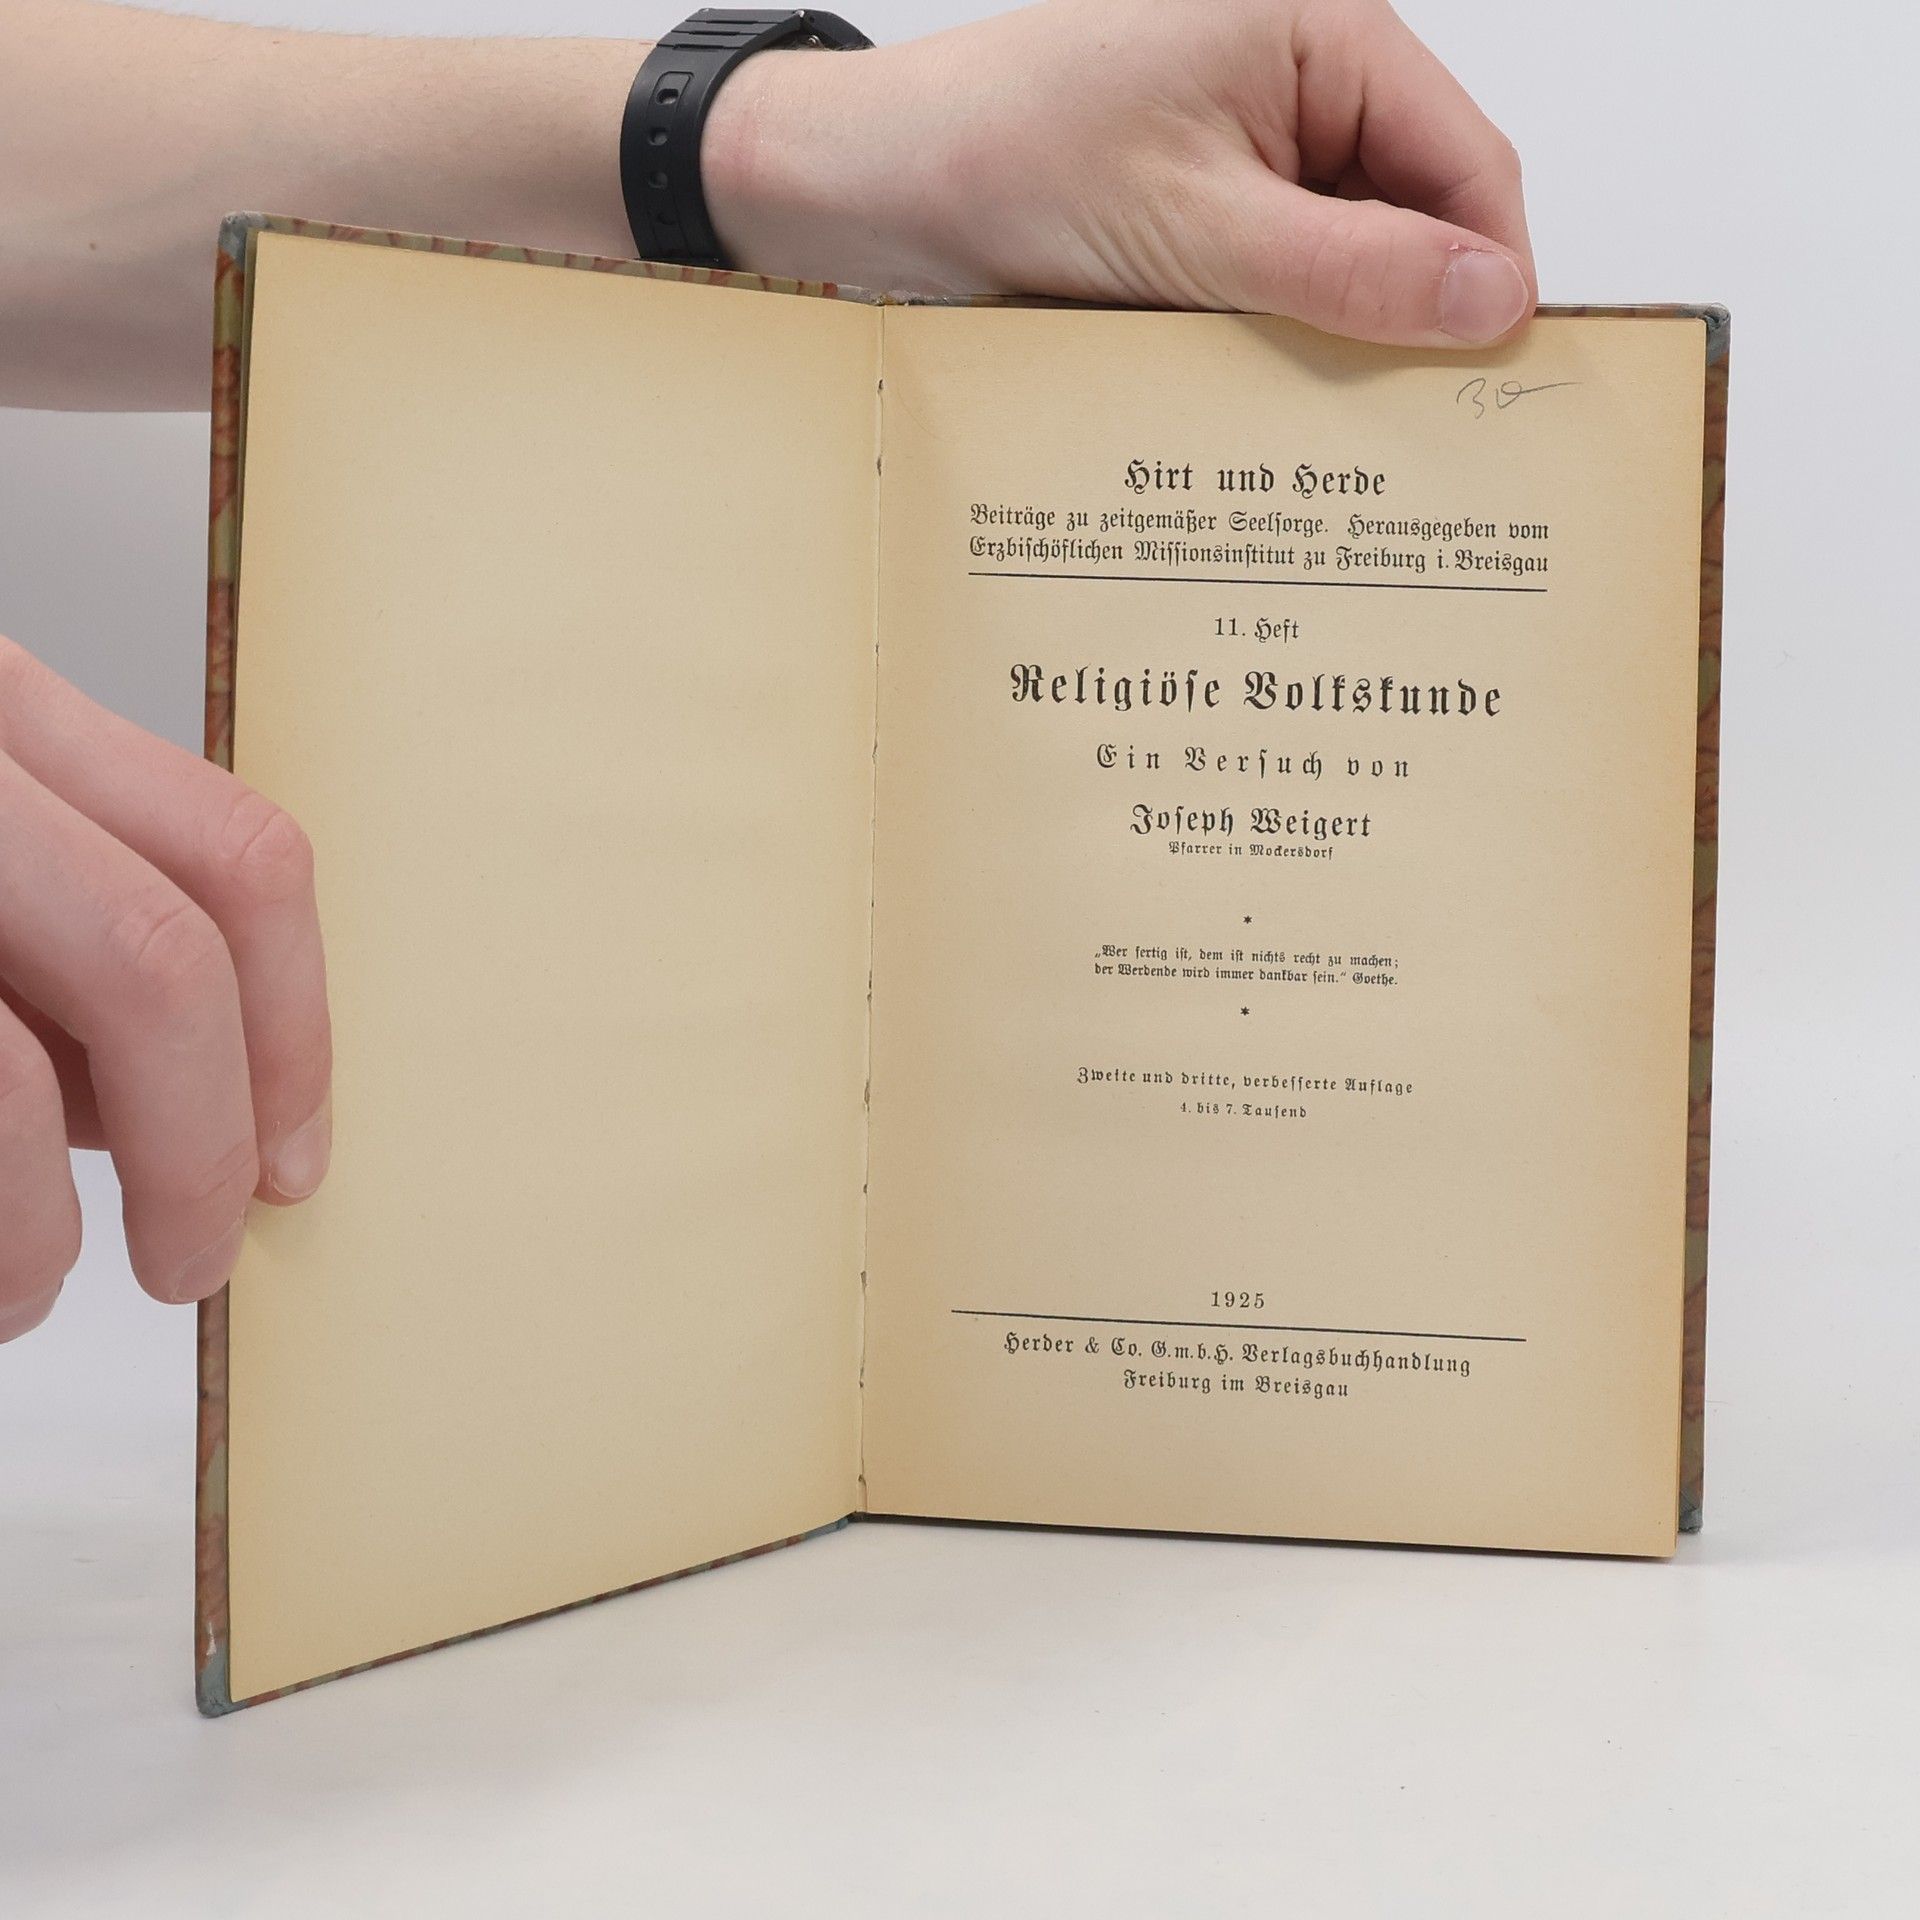 30
Hirt und Herde
Beiträge zu zeitgemäßer Seelſorge. Herausgegeben vom
Erzbiſchöflichen Miſſionsinſtitut zu Freiburg i. Breisgau
11. Heft
Religiöſe Volkskunde
Ein Verſuch von
Joſeph Weigert
Pfarrer in Mockersdorf
*
„Wer fertig iſt, dem iſt nichts recht zu machen;
der Werdende wird immer dankbar ſein.“ Goethe.
*
Zweite und dritte, verbeſſerte Auflage
4. bis 7. Tauſend
1925
Herder & Co. G.m.b.H. Verlagsbuchhandlung
Freiburg im Breisgau